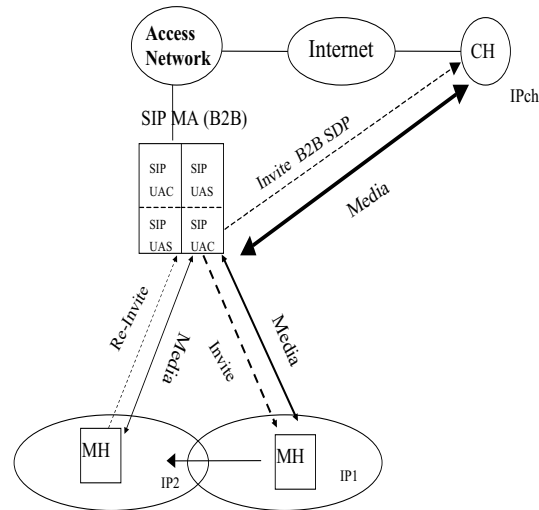 Access
Network
Internet
CH
IPch
SIP MA (B2B)
SIP
UAC
SIP
UAS
SIP
UAS
SIP
UAC
Invite B2B SDP
Media
Re-Invite
Media
Invite
Media
MH
IP2
MH
IP1